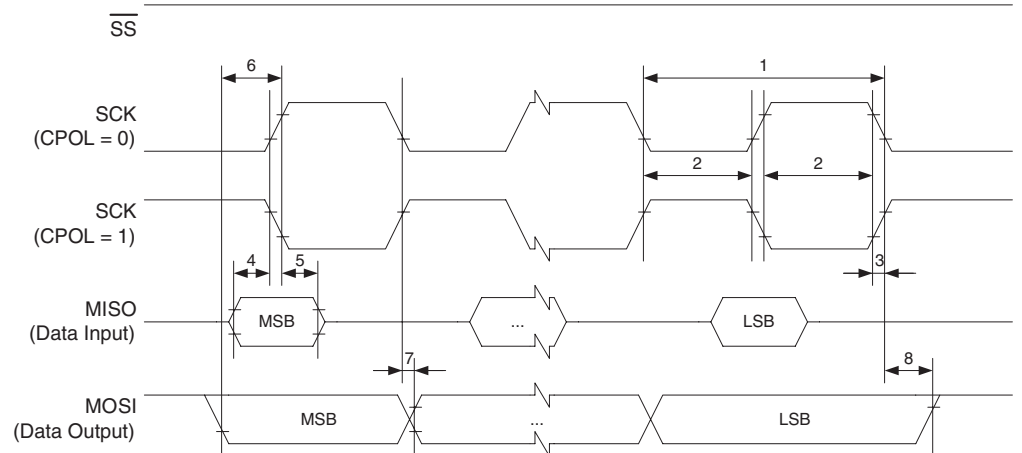 SS
6 1
SCK
(CPOL = 0)
2 2
SCK
(CPOL = 1)
4 5 3
MISO
(Data Input)
MSB ... LSB
7 8
MOSI
(Data Output)
MSB ... LSB